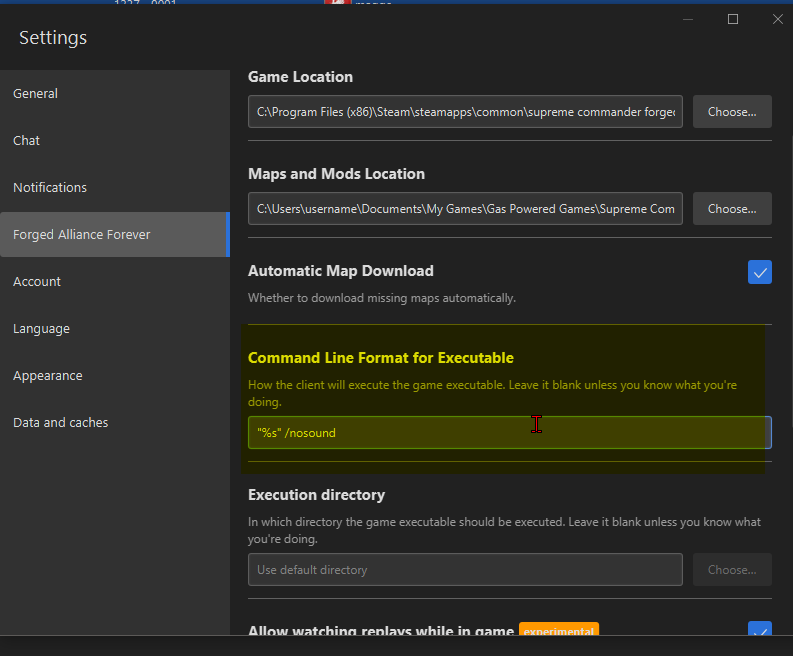 Settings
General
Chat
Notifications
Forged Alliance Forever
Account
Language
Appearance
Data and caches
Game Location
C:\Program Files (x86)\Steam\steamapps\common\supreme commander forge
Choose...
Maps and Mods Location
C:\Users\username\Documents\My Games\Gas Powered Games\Supreme Com
Choose...
Automatic Map Download
Whether to download missing maps automatically.
Command Line Format for Executable
How the client will execute the game executable. Leave it blank unless you know what you're
doing.
"%s" /nosound
Execution directory
In which directory the game executable should be executed. Leave it blank unless you know what
you're doing.
Use default directory
Choose...
Allow watching replays while in game experimental